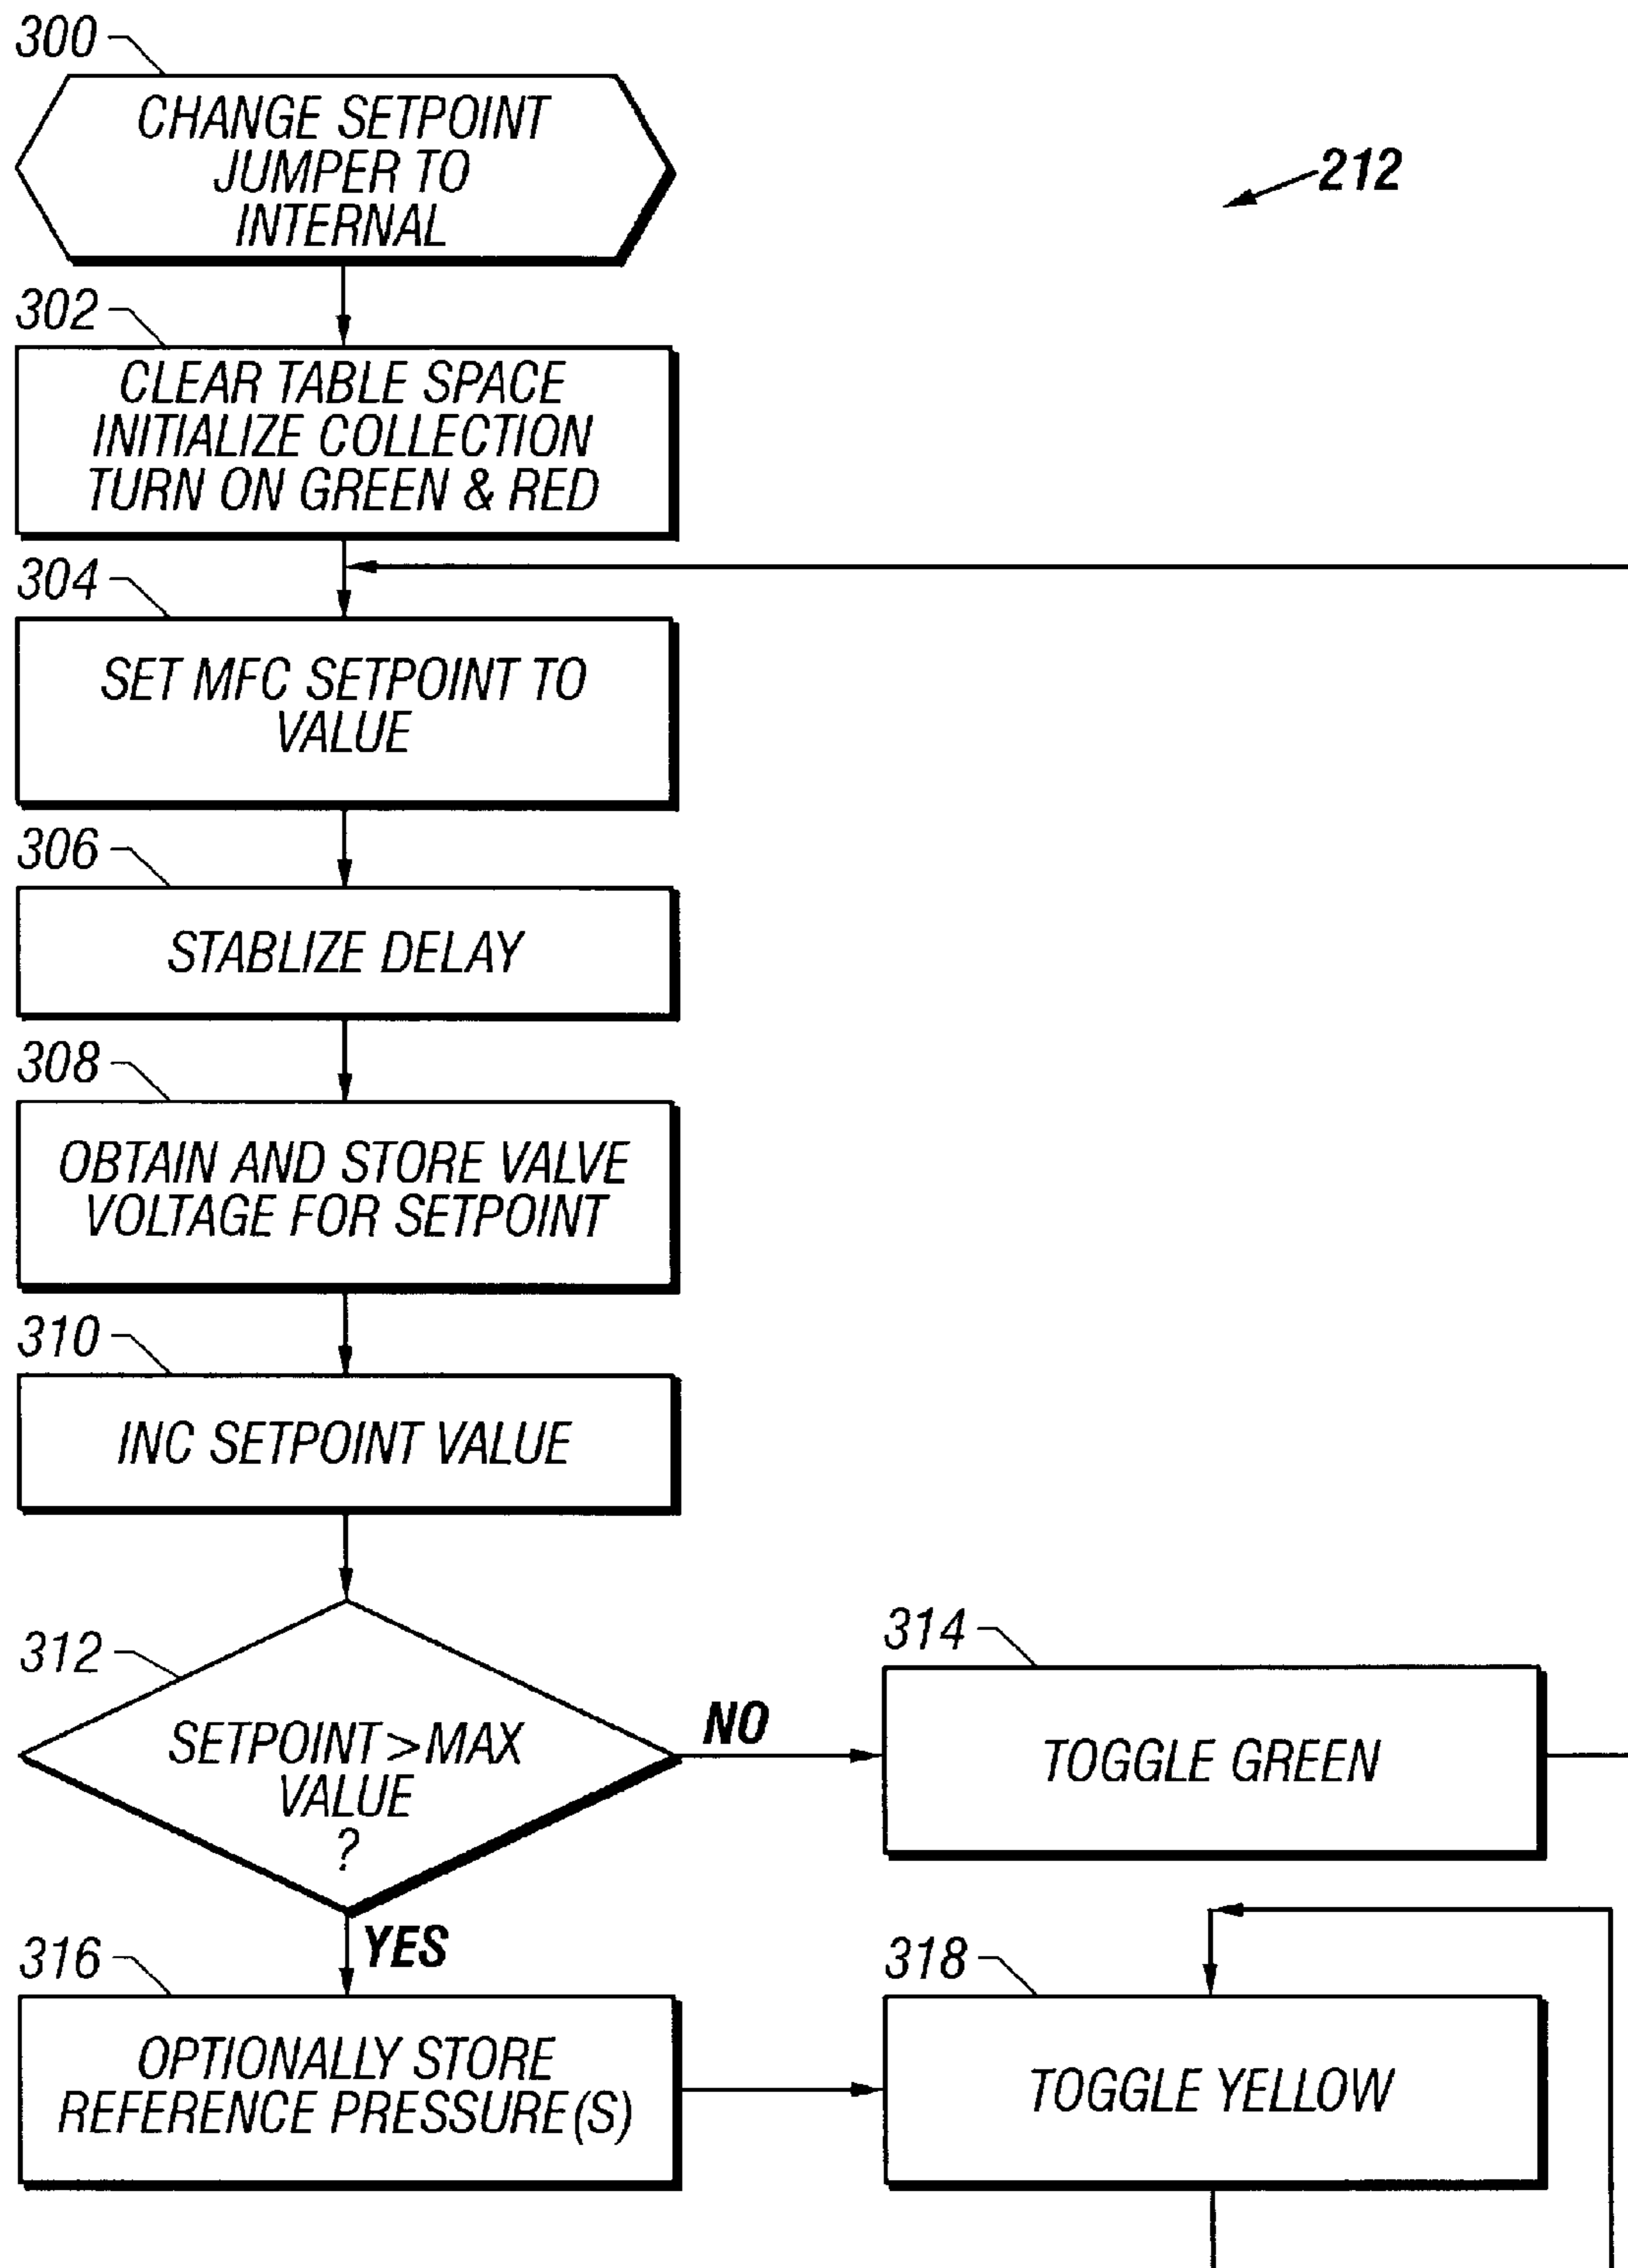 300
CHANGE SETPOINT
JUMPER TO
INTERNAL
212
302
CLEAR TABLE SPACE
INITIALIZE COLLECTION
TURN ON GREEN & RED
304
SET MFC SETPOINT TO
VALUE
306
STABLIZE DELAY
308
OBTAIN AND STORE VALVE
VOLTAGE FOR SETPOINT
310
INC SETPOINT VALUE
312
SETPOINT>MAX
VALUE
?
NO
314
TOGGLE GREEN
YES
316
OPTIONALLY STORE
REFERENCE PRESSURE(S)
318
TOGGLE YELLOW